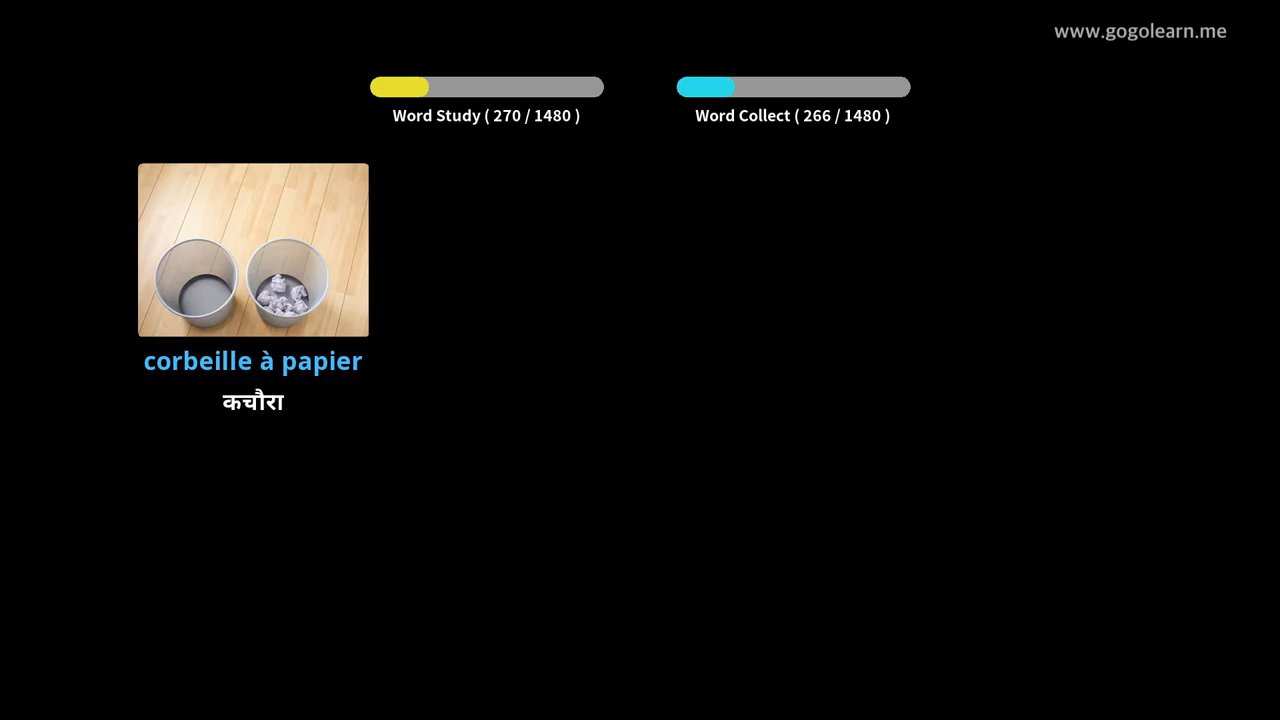 www.gogolearn.me
Word Study ( 270 / 1480 )
Word Collect ( 266 / 1480 )
corbeille à papier
कचौरा